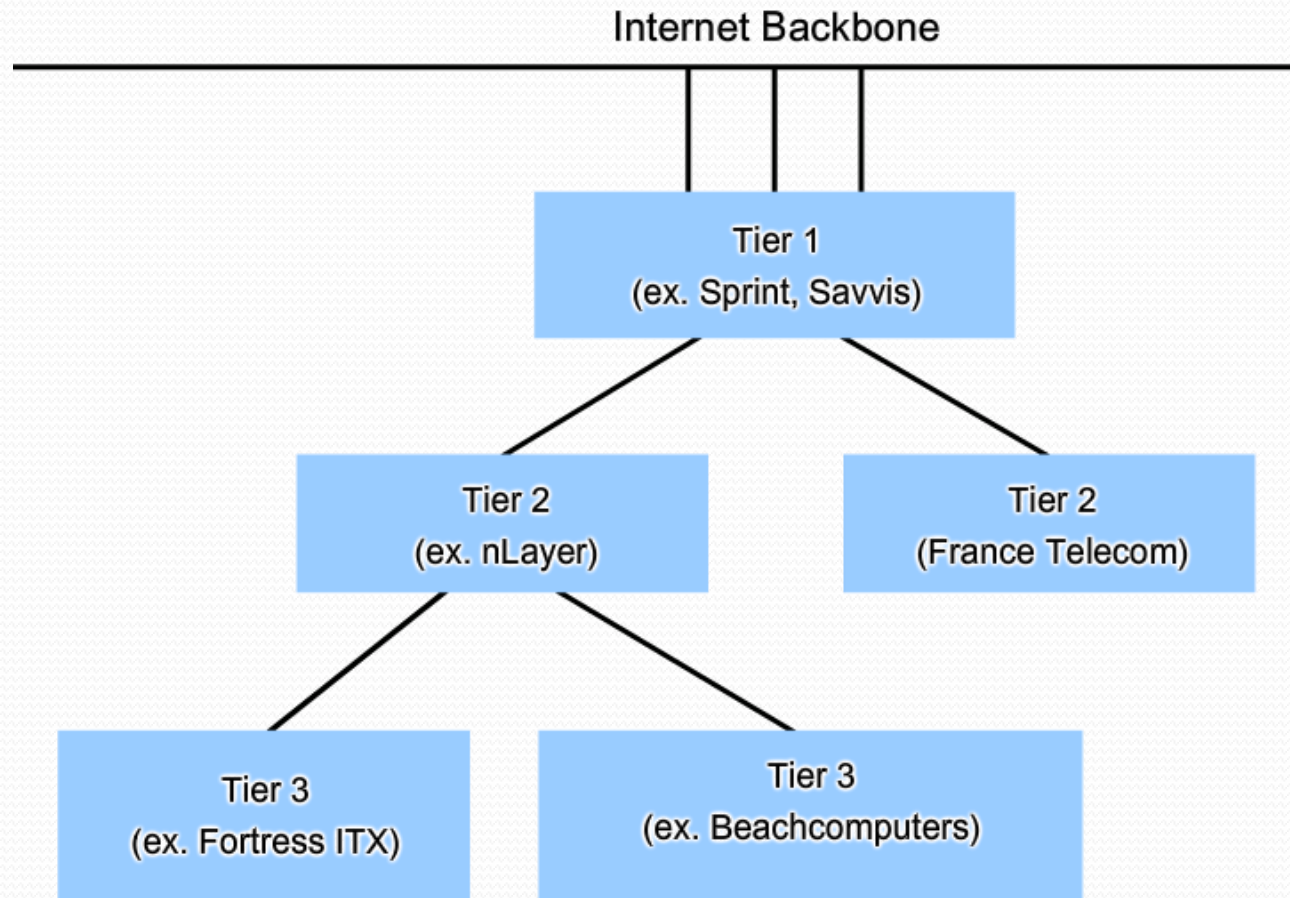 Internet Backbone
Tier 1
(ex. Sprint, Savvis)
Tier 2
(ex. nLayer)
Tier 2
(France Telecom)
Tier 3
(ex. Fortress ITX)
Tier 3
(ex. Beachcomputers)